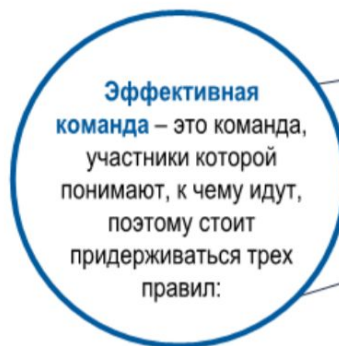 Эффективная
команда – это команда,
участники которой
понимают, к чему идут,
поэтому стоит
придерживаться трех
правил: